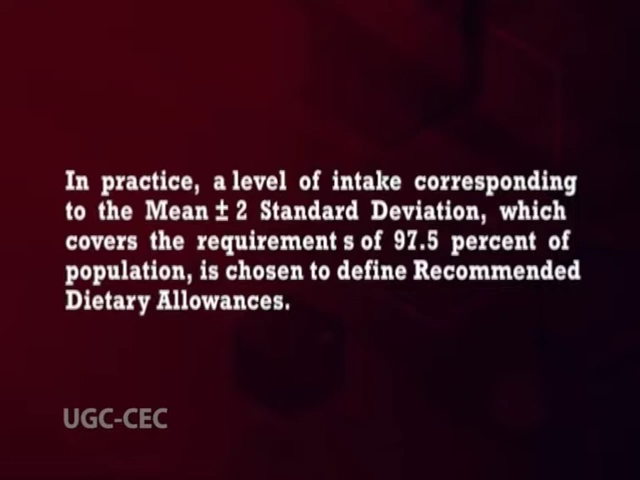 In practice, a level of intake corresponding
to the Mean ± 2 Standard Deviation, which
covers the requirement s of 97.5 percent of
population, is chosen to define Recommended
Dietary Allowances.
UGC-CEC